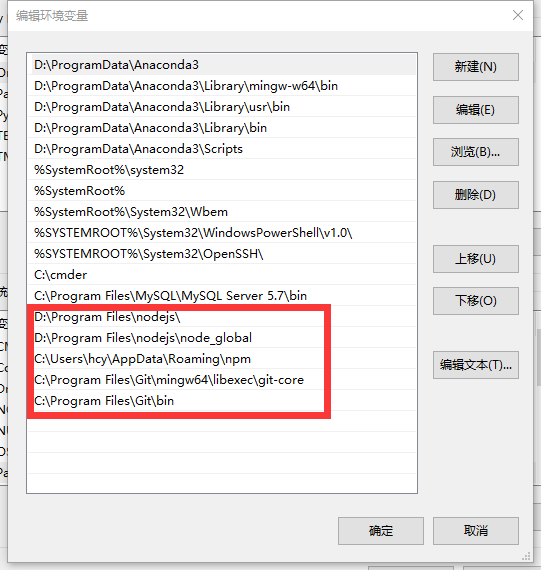 编辑环境变量
D:\ProgramData\Anaconda3
D:\ProgramData\Anaconda3\Library\mingw-w64\bin
D:\ProgramData\Anaconda3\Library\usr\bin
D:\ProgramData\Anaconda3\Library\bin
D:\ProgramData\Anaconda3\Scripts
%SystemRoot%\system32
%SystemRoot%
%SystemRoot%\System32\Wbem
%SYSTEMROOT%\System32\WindowsPowerShell\v1.0\
%SYSTEMROOT%\System32\OpenSSH\
C:\cmder
C:\Program Files\MySQL\MySQL Server 5.7\bin
D:\Program Files\nodejs\
D:\Program Files\nodejs\node_global
C:\Users\hcy\AppData\Roaming\npm
C:\Program Files\Git\mingw64\libexec\git-core
C:\Program Files\Git\bin
新建(N)
编辑(E)
浏览(B)...
删除(D)
上移(U)
下移(O)
编辑文本(T)...
确定
取消